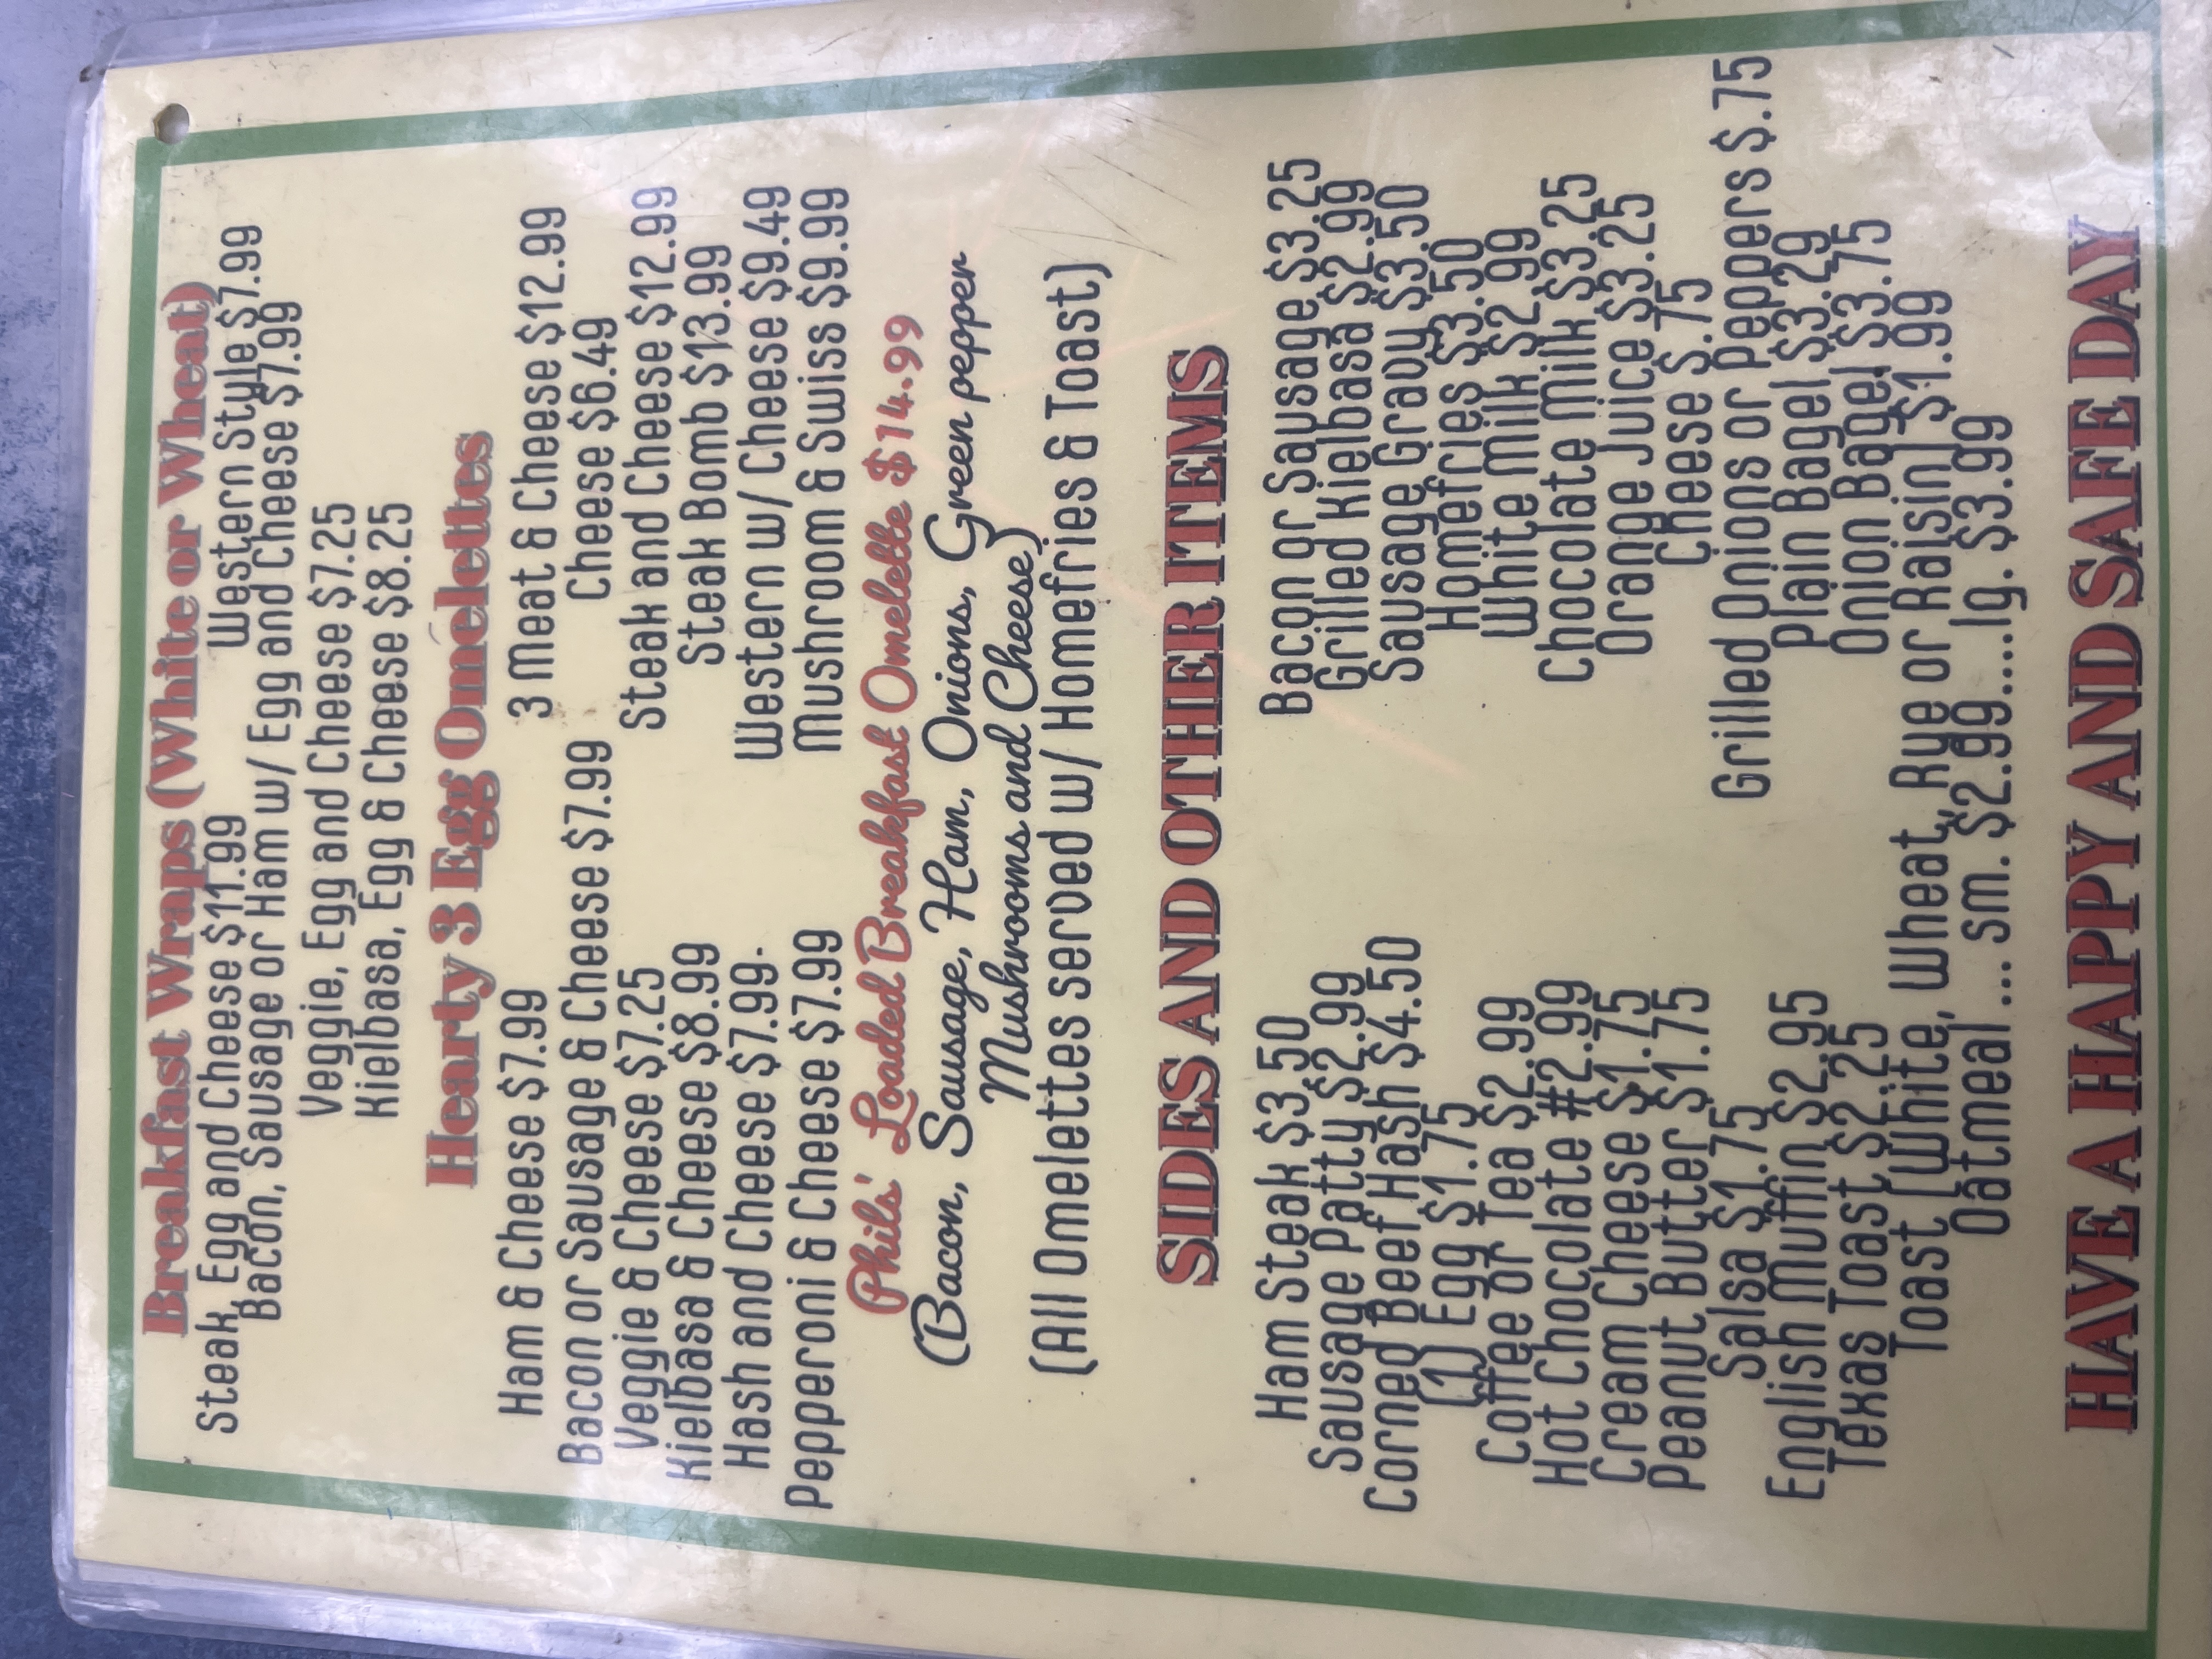 Breakfast Wraps (White or Wheat)
Steak, Egg and Cheese $11.99
Western Style $7.99
Bacon, Sausage or Ham w/ Egg and Cheese $7.99
Veggie, Egg and Cheese $7.25
Kielbasa, Egg & Cheese $8.25
Hearty 3 Egg Omelettes
Ham & Cheese $7.99
Bacon or Sausage & Cheese $7.99
Veggie & Cheese $7.25
Kielbasa & Cheese $8.99
Hash and Cheese $7.99.
Pepperoni & Cheese $7.99
3 Meat & Cheese $12.99
Cheese $6.49
Steak and Cheese $12.99
Steak Bomb $13.99
Western w/ Cheese $9.49
Mushroom & Swiss $9.99
Phils' Loaded Breakfast Omelette $14.99
(Bacon, Sausage, Ham, Onions, Green pepper
Mushrooms and Cheese)
(All Omelettes served w/ Homefries & Toast)
SIDES AND OTHER ITEMS
Ham Steak $3.50
Sausage Patty $2.99
Corned Beef Hash $4.50
(1) Egg $1.75
Coffee or Tea $2.99
Hot Chocolate #2.99
Cream Cheese $1.75
Peanut Butter $1.75
Salsa $1.75
English Muffin $2.95
Texas Toast $2.25
Bacon or Sausage $3.25
Grilled Kielbasa $2.99
Sausage Gravy $3.50
Homefries $3.50
White Milk $2.99
Chocolate Milk $3.25
Orange Juice $3.25
Cheese $.75
Grilled Onions or Peppers $.75
Plain Bagel $3.29
Onion Bagel $3.75
Toast (White, Wheat, Rye or Raisin) $1.99
Oatmeal ... sm. $2.99.....lg. $3.99
HAVE A HAPPY AND SAFE DAY